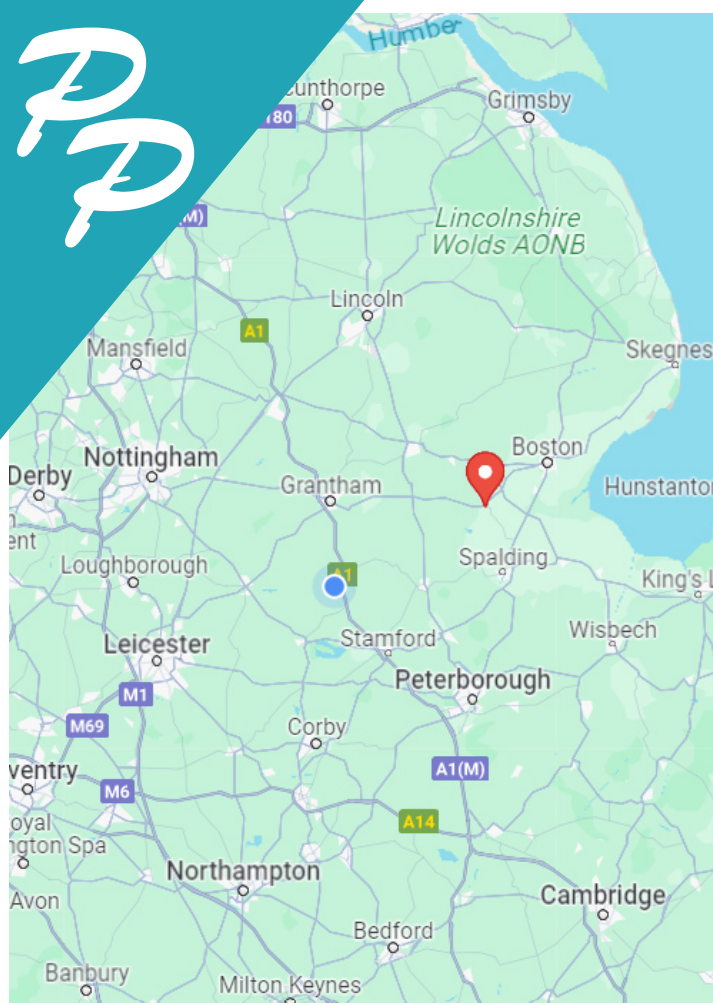 P
P
Humber
cunthorpe
Grimsby
180
(M)
Lincolnshire
Wolds AONB
Lincoln
A1
Mansfield
Skegnes
Nottingham
Boston
Derby
Grantham
Hunstanton
ent
Loughborough
A1
Spalding
King's L
Leicester
Stamford
Wisbech
Peterborough
M1
M69
Corby
ventry
M6
A1(M)
oyal
ngton Spa
A14
Northampton
Avon
Cambridge
Bedford
Banbury
Milton Keynes